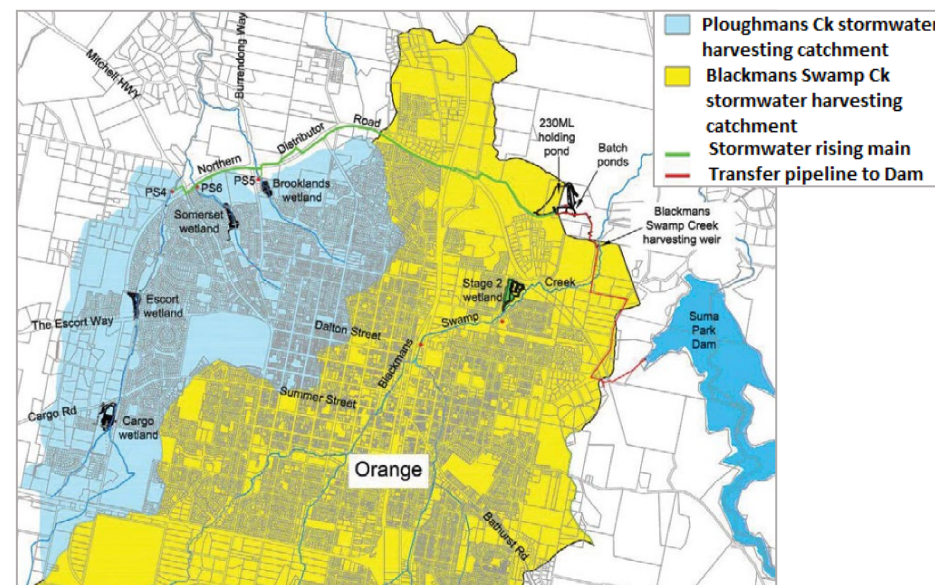 Ploughmans Ck stormwater
harvesting catchment
Blackmans Swamp Ck
stormwater harvesting
catchment
Stormwater rising main
Transfer pipeline to Dam
Mitchell HWY
Burrendong Way
Northern
Distributor
Road
230ML
holding
pond
Batch
ponds
PS4
PS6
PS5
Brooklands
wetland
Somerset
wetland
Blackmans
Swamp Creek
harvesting weir
Escort
wetland
The Escort Way
Stage 2
wetland
Creek
Swamp
Blackmans
Dalton Street
Suma
Park
Dam
Summer Street
Cargo Rd
Cargo
wetland
Orange
Bathurst Rd